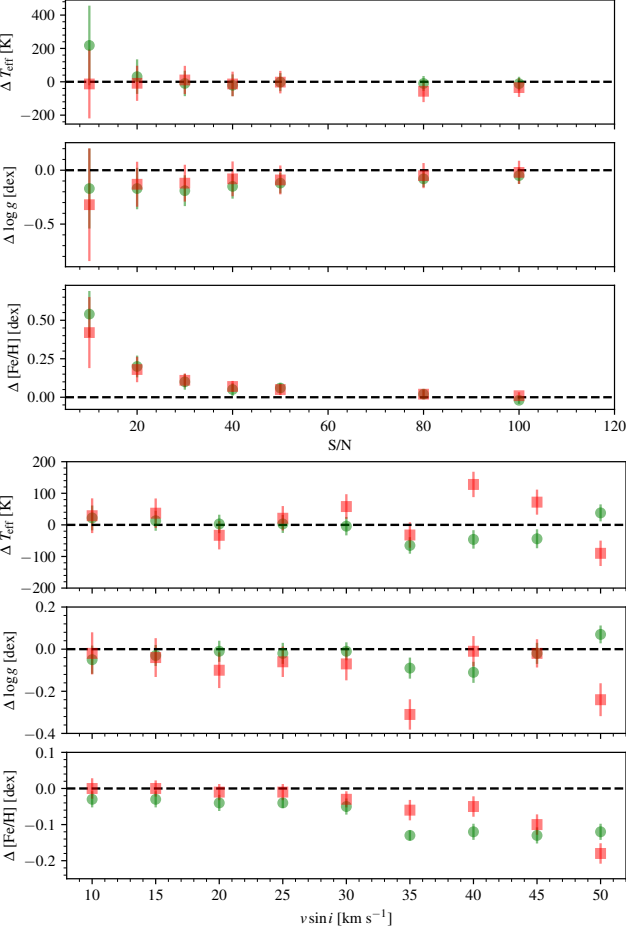 Δ T_eff [K]
400
200
0
−200
Δ log g [dex]
0.0
−0.5
Δ [Fe/H] [dex]
0.50
0.25
0.00
20 40 60 80 100 120
S/N
Δ T_eff [K]
200
100
0
−100
−200
Δ log g [dex]
0.2
0.0
−0.2
−0.4
Δ [Fe/H] [dex]
0.1
0.0
−0.1
−0.2
10 15 20 25 30 35 40 45 50
v sin i [km s⁻¹]